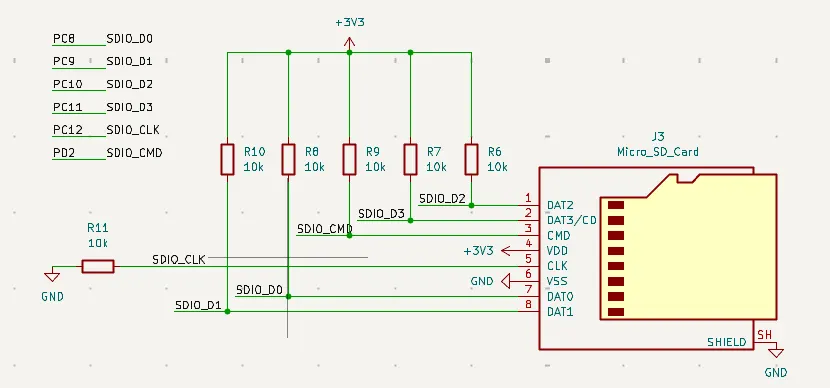 +3V3
PC8 SDIO_D0
PC9 SDIO_D1
PC10 SDIO_D2
PC11 SDIO_D3
PC12 SDIO_CLK
PD2 SDIO_CMD
R10 10k
R8 10k
R9 10k
R7 10k
R6 10k
J3
Micro_SD_Card
SDIO_D2 1 DAT2
SDIO_D3 2 DAT3/CD
SDIO_CMD 3 CMD
+3V3 4 VDD
R11
10k
GND
SDIO_CLK 5 CLK
GND 6 VSS
SDIO_D0 7 DAT0
SDIO_D1 8 DAT1
SHIELD SH
GND